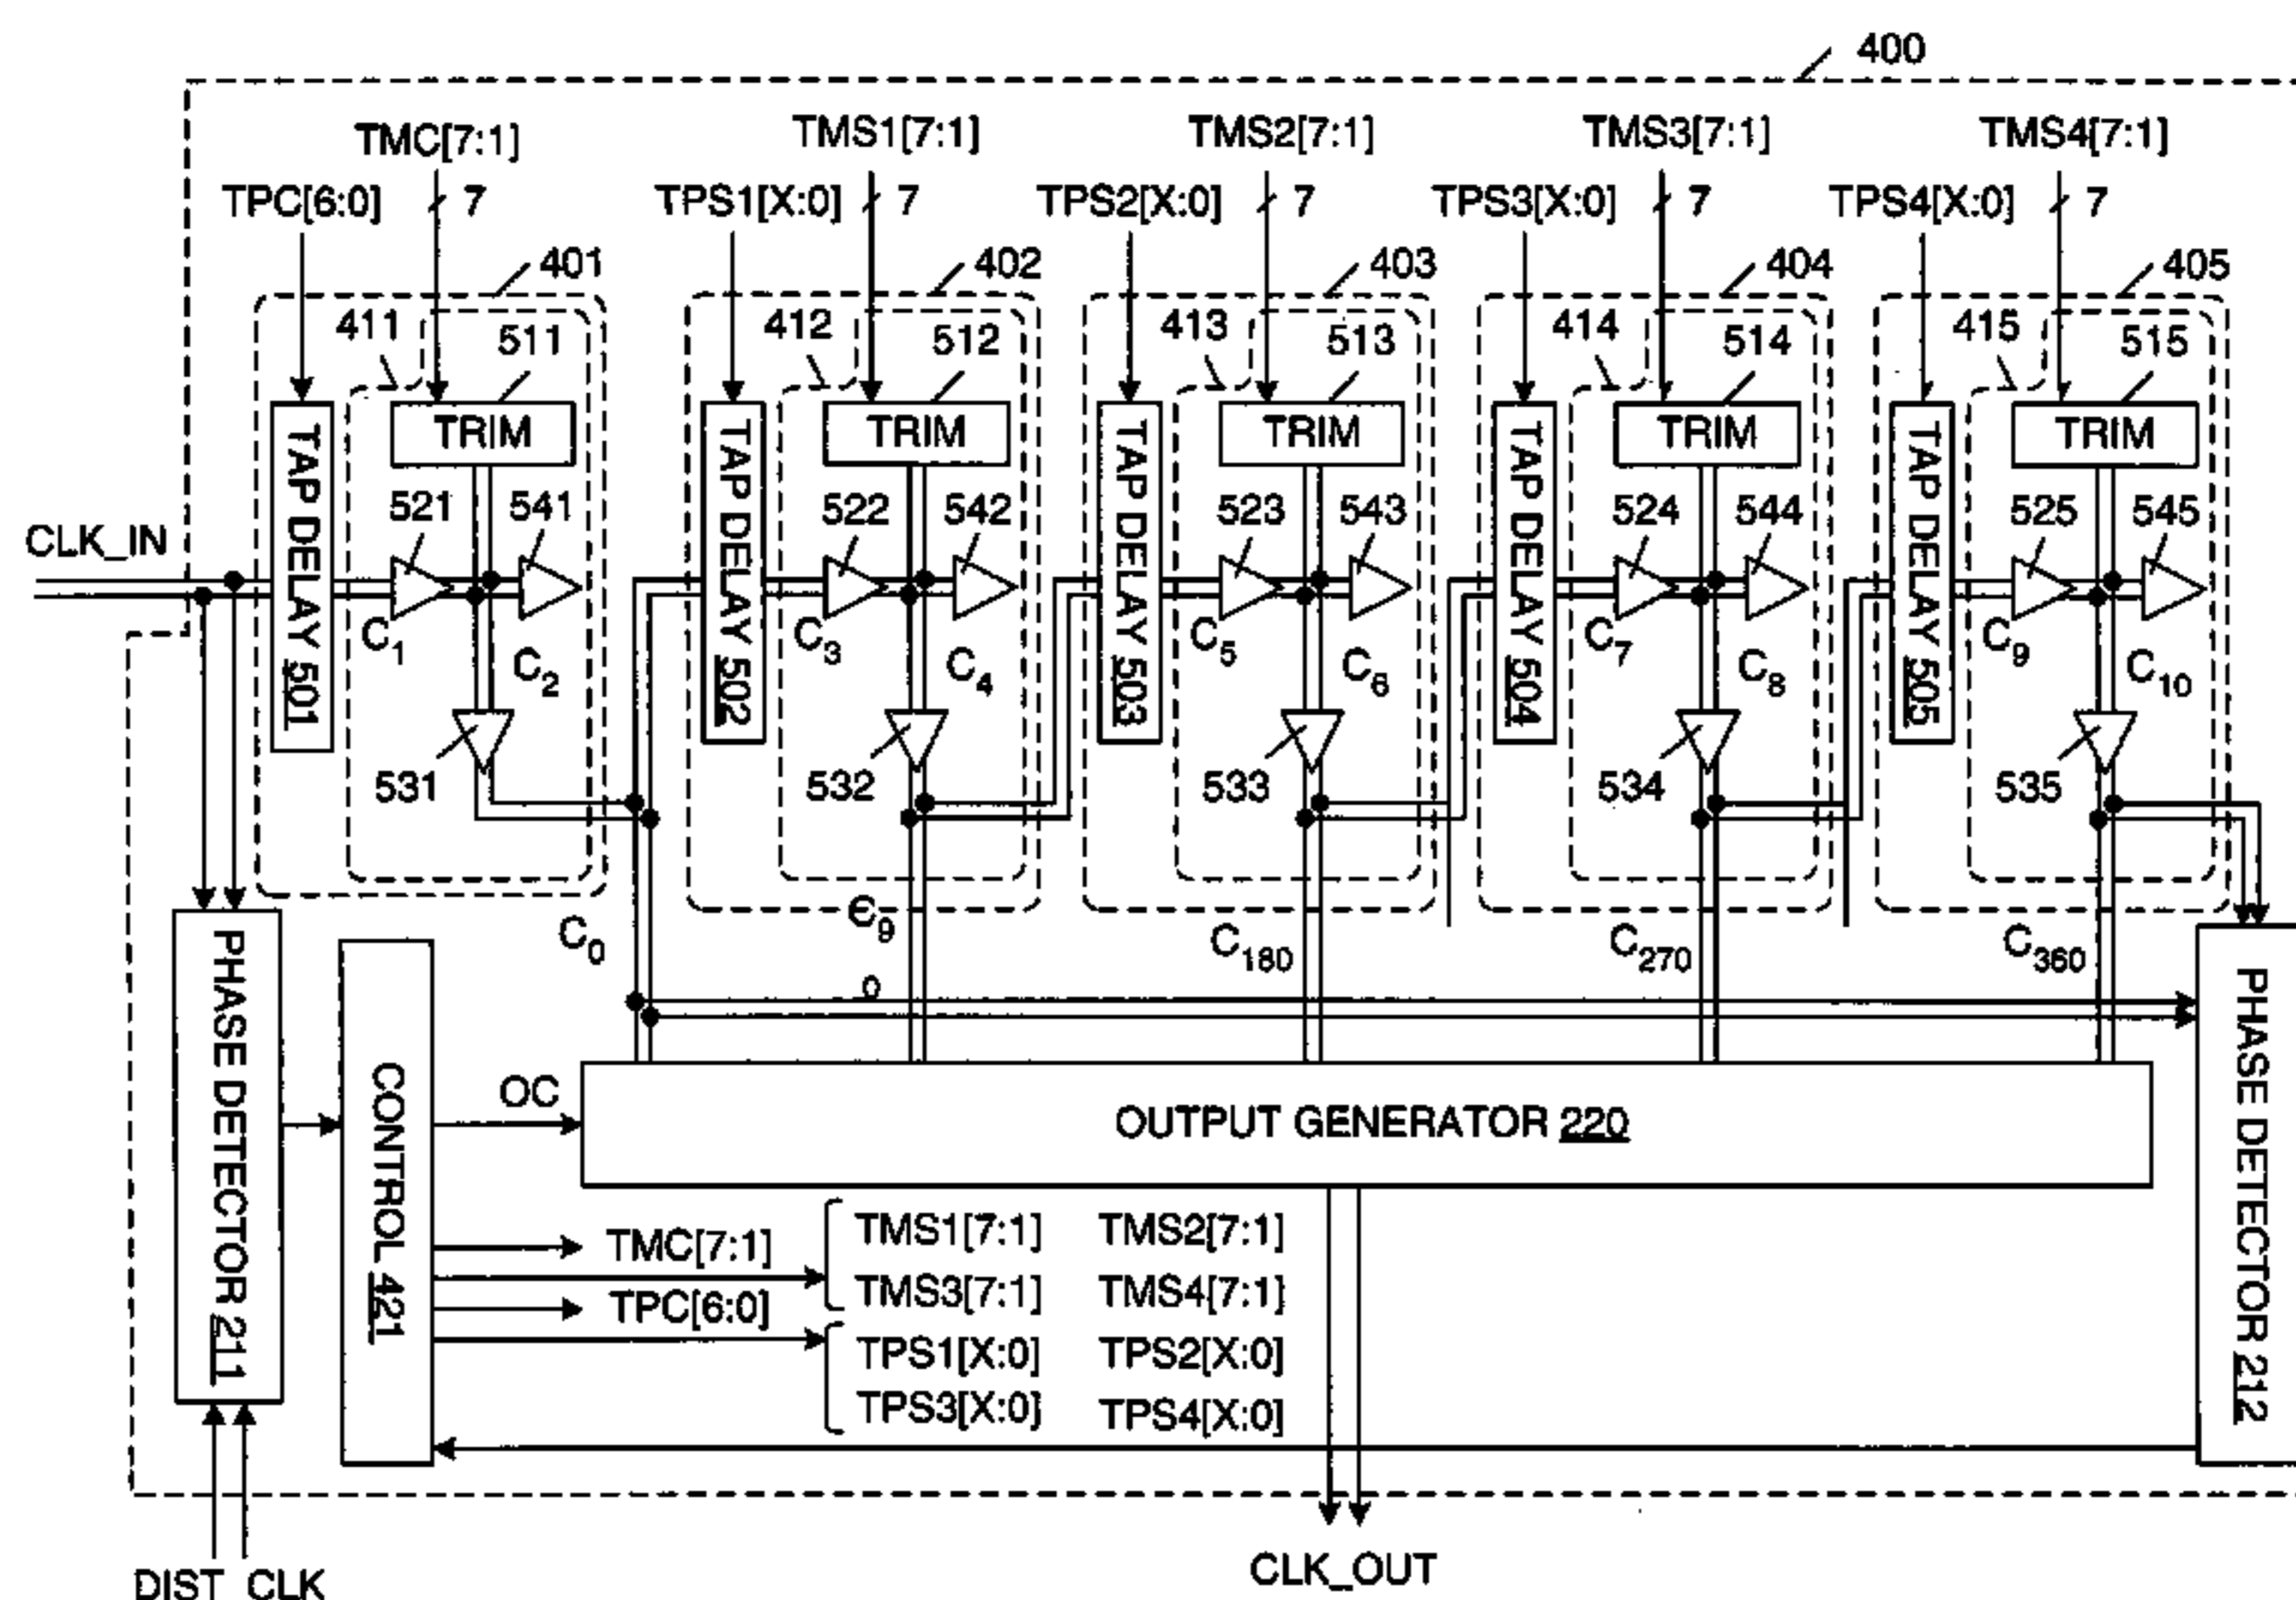 400
TMC[7:1] TMS1[7:1] TMS2[7:1] TMS3[7:1] TMS4[7:1]
TPC[6:0] 7 TPS1[X:0] 7 TPS2[X:0] 7 TPS3[X:0] 7 TPS4[X:0] 7
401 402 403 404 405
411 511 412 512 413 513 414 514 415 515
TRIM TRIM TRIM TRIM TRIM
TAP DELAY 501
TAP DELAY 502
TAP DELAY 503
TAP DELAY 504
TAP DELAY 505
521 541 522 542 523 543 524 544 525 545
CLK_IN
C1 C2 C3 C4 C5 C6 C7 C8 C9 C10
531 532 533 534 535
C0 C9 C180 C270 C360
0
PHASE DETECTOR 211
CONTROL 421
PHASE DETECTOR 212
OC
OUTPUT GENERATOR 220
TMC[7:1] TMS1[7:1] TMS2[7:1]
TMS3[7:1] TMS4[7:1]
TPC[6:0]
TPS1[X:0] TPS2[X:0]
TPS3[X:0] TPS4[X:0]
DIST_CLK
CLK_OUT